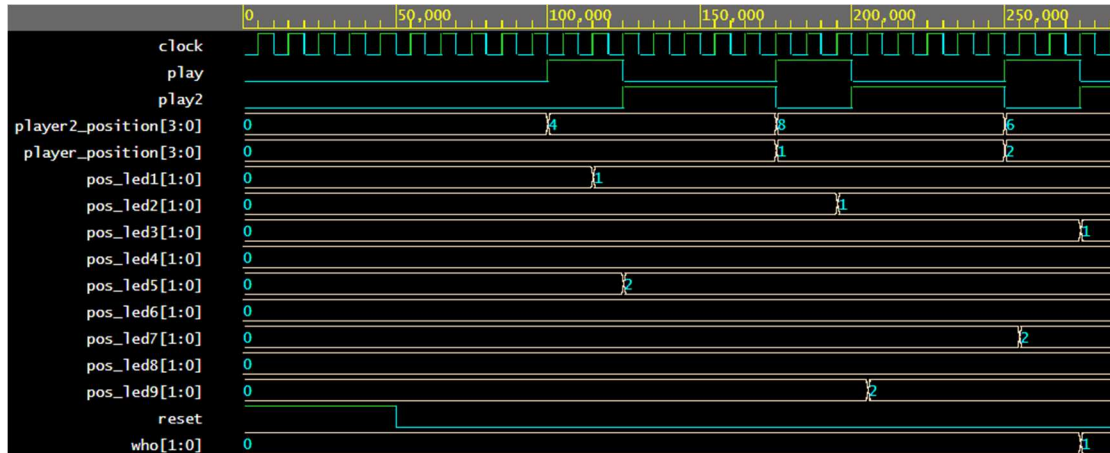 0 50,000 100,000 150,000 200,000 250,000
clock
play
play2
player2_position[3:0] 0 4 8 6
player_position[3:0] 0 1 2
pos_led1[1:0] 0 1
pos_led2[1:0] 0 1
pos_led3[1:0] 0 1
pos_led4[1:0] 0
pos_led5[1:0] 0 2
pos_led6[1:0] 0
pos_led7[1:0] 0 2
pos_led8[1:0] 0
pos_led9[1:0] 0 2
reset
who[1:0] 0 1